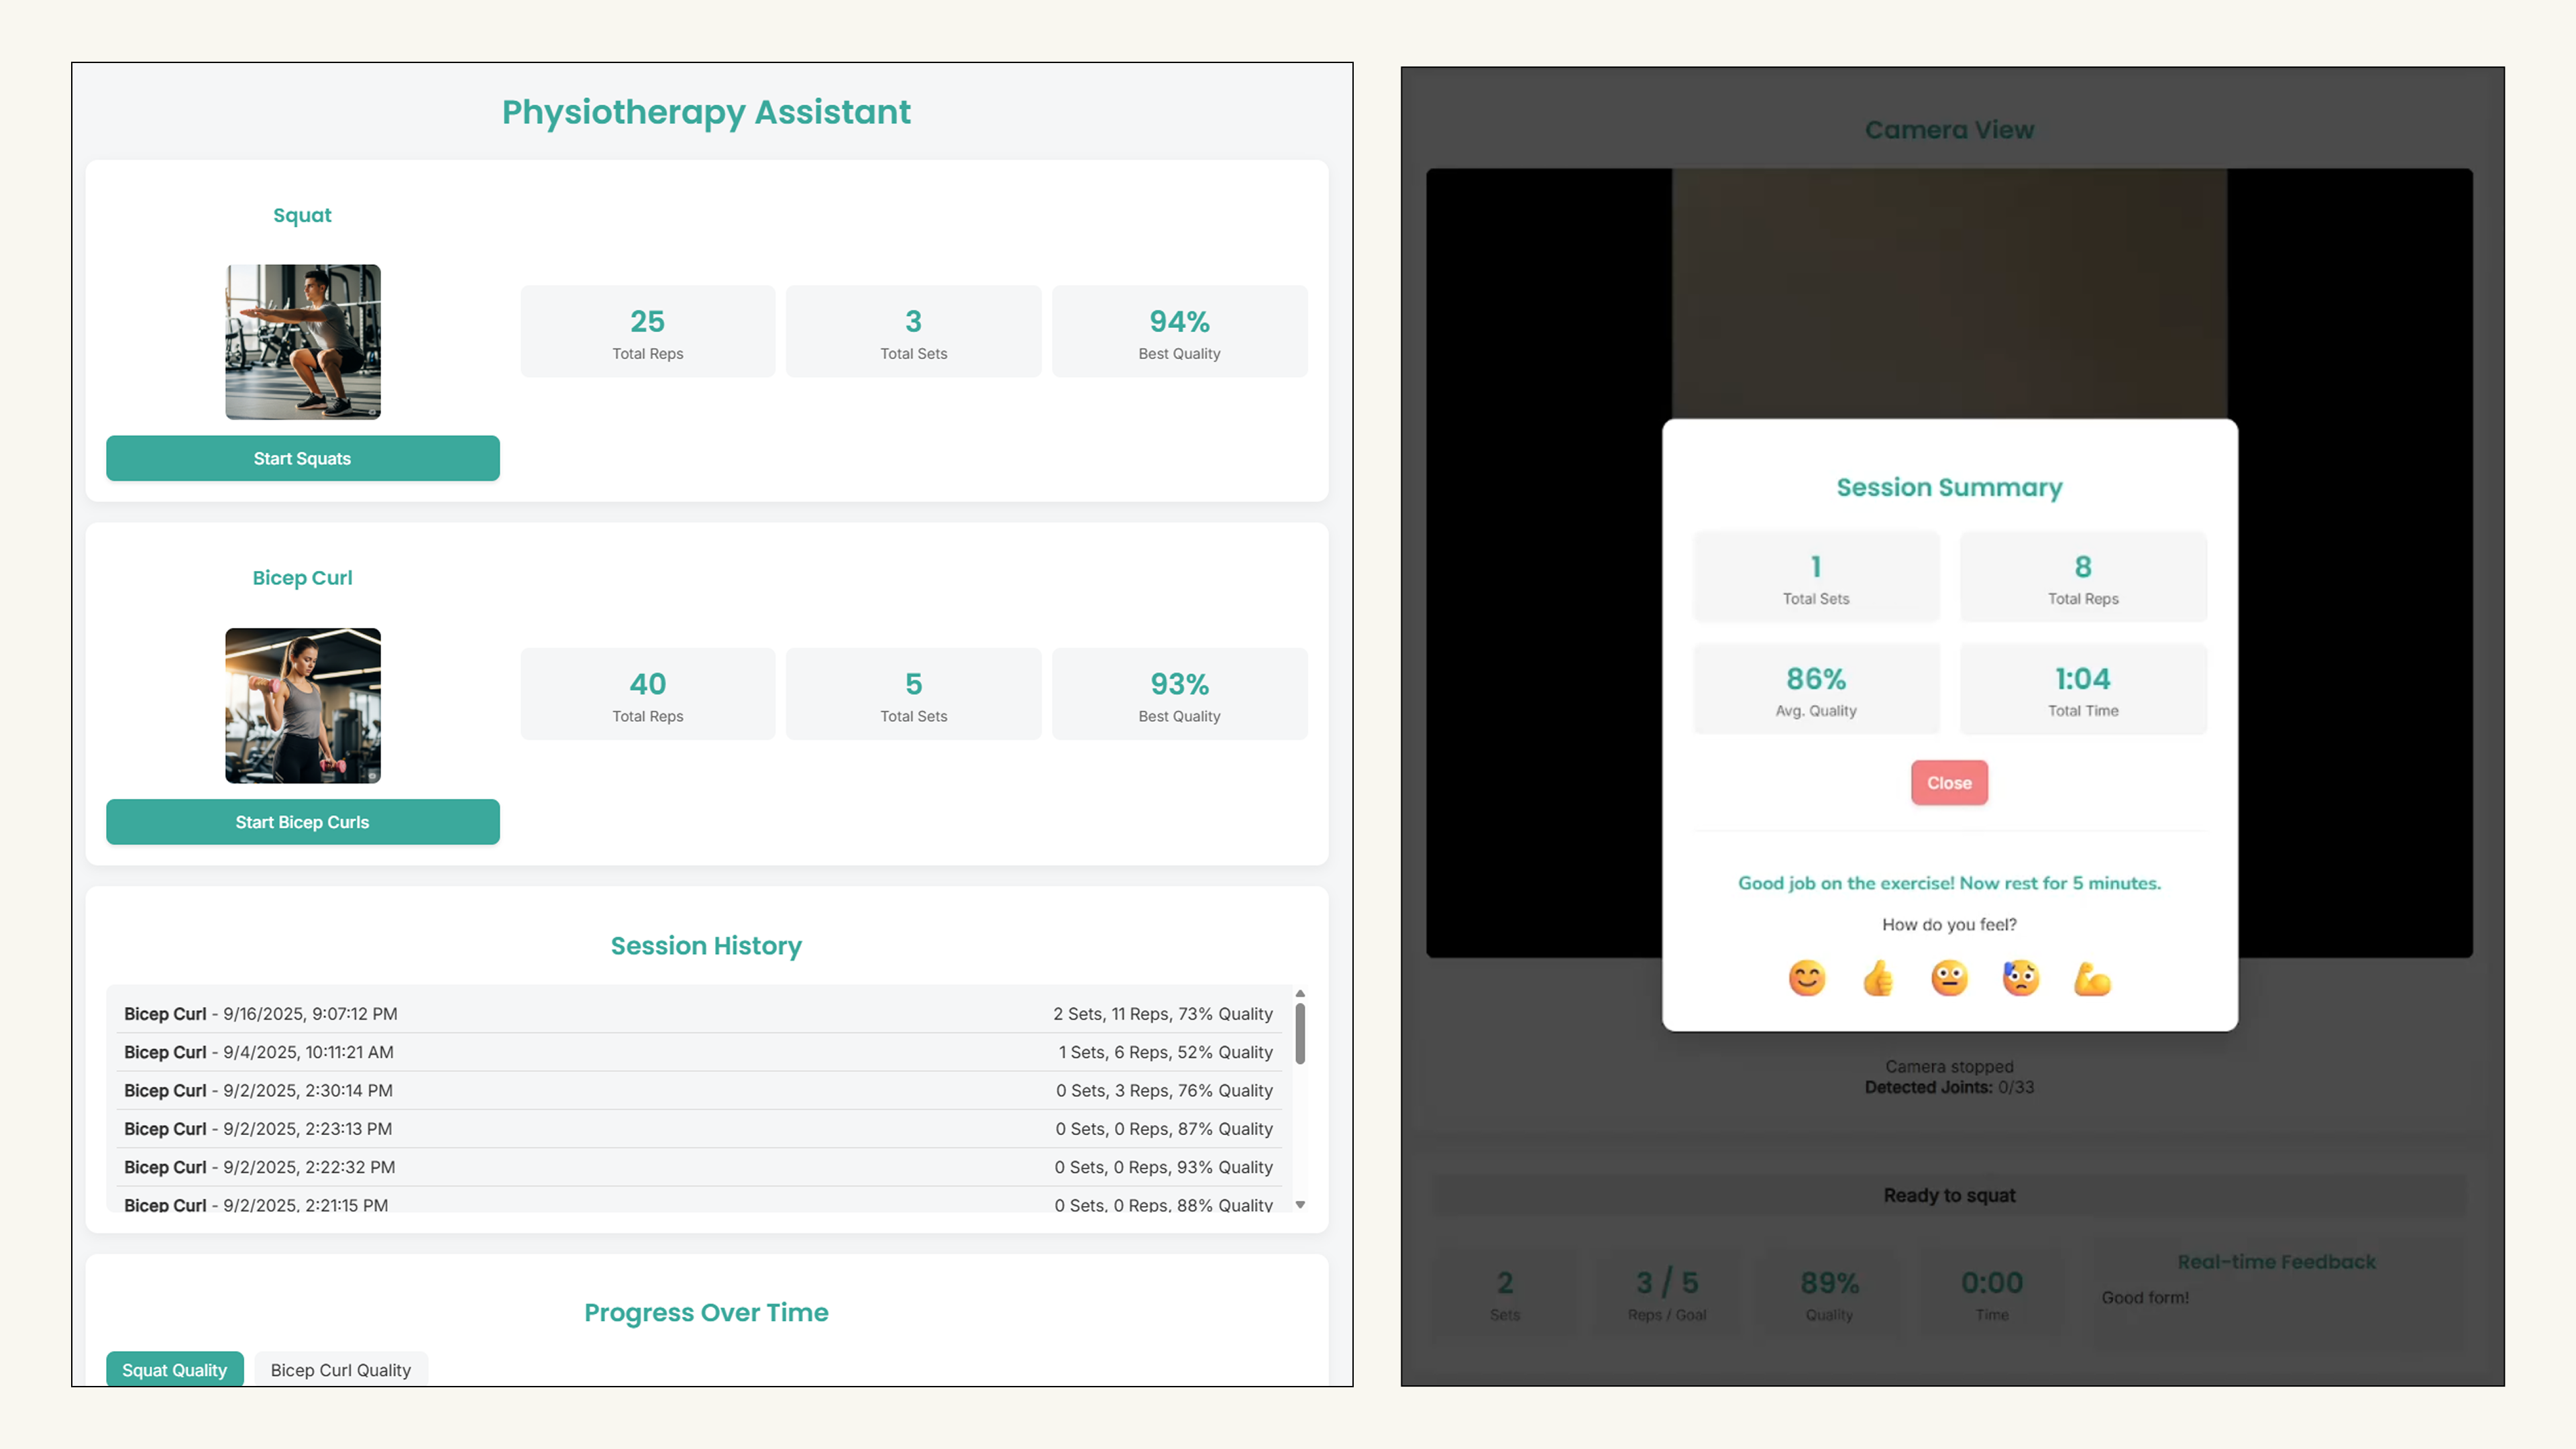 Physiotherapy Assistant
Squat
25
Total Reps
3
Total Sets
94%
Best Quality
Start Squats
Bicep Curl
40
Total Reps
5
Total Sets
93%
Best Quality
Start Bicep Curls
Session History
Bicep Curl - 9/16/2025, 9:07:12 PM 2 Sets, 11 Reps, 73% Quality
Bicep Curl - 9/4/2025, 10:11:21 AM 1 Sets, 6 Reps, 52% Quality
Bicep Curl - 9/2/2025, 2:30:14 PM 0 Sets, 3 Reps, 76% Quality
Bicep Curl - 9/2/2025, 2:23:13 PM 0 Sets, 0 Reps, 87% Quality
Bicep Curl - 9/2/2025, 2:22:32 PM 0 Sets, 0 Reps, 93% Quality
Bicep Curl - 9/2/2025, 2:21:15 PM 0 Sets, 0 Reps, 88% Quality
Progress Over Time
Squat Quality Bicep Curl Quality
Camera View
Session Summary
1
Total Sets
8
Total Reps
86%
Avg. Quality
1:04
Total Time
Close
Good job on the exercise! Now rest for 5 minutes.
How do you feel?
Camera stopped
Detected Joints: 0/33
Ready to squat
2
Sets
3 / 5
Reps / Goal
89%
Quality
0:00
Time
Real-time Feedback
Good form!